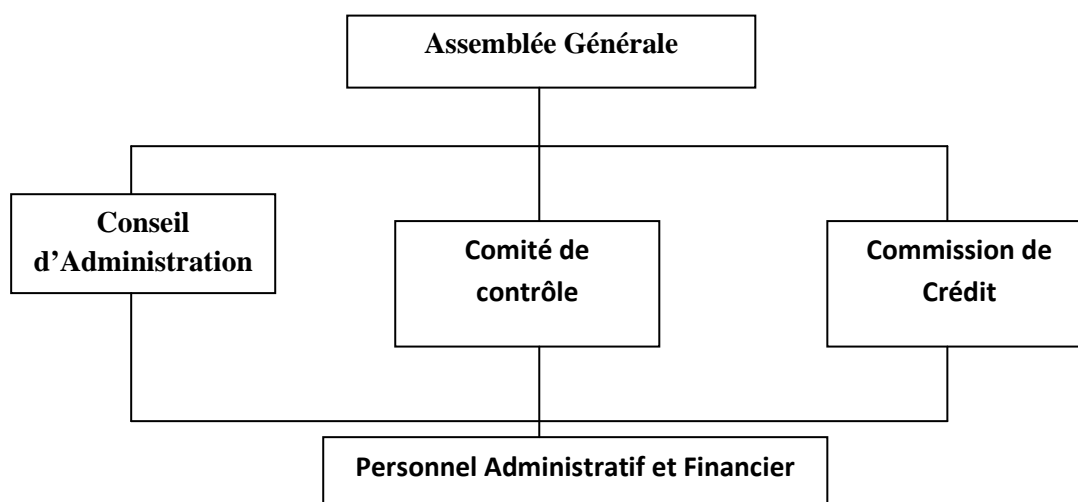 Assemblée Générale
Conseil
d’Administration
Comité de
contrôle
Commission de
Crédit
Personnel Administratif et Financier